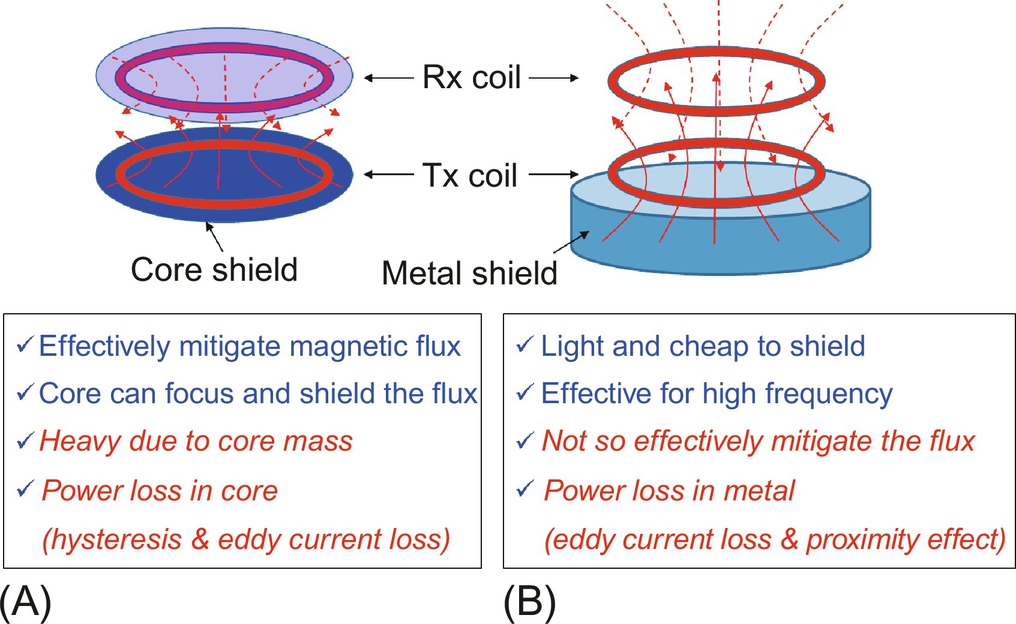 Rx coil
Tx coil
Core shield
Metal shield
✓ Effectively mitigate magnetic flux
✓ Core can focus and shield the flux
✓ Heavy due to core mass
✓ Power loss in core
(hysteresis & eddy current loss)
✓ Light and cheap to shield
✓ Effective for high frequency
✓ Not so effectively mitigate the flux
✓ Power loss in metal
(eddy current loss & proximity effect)
(A)
(B)